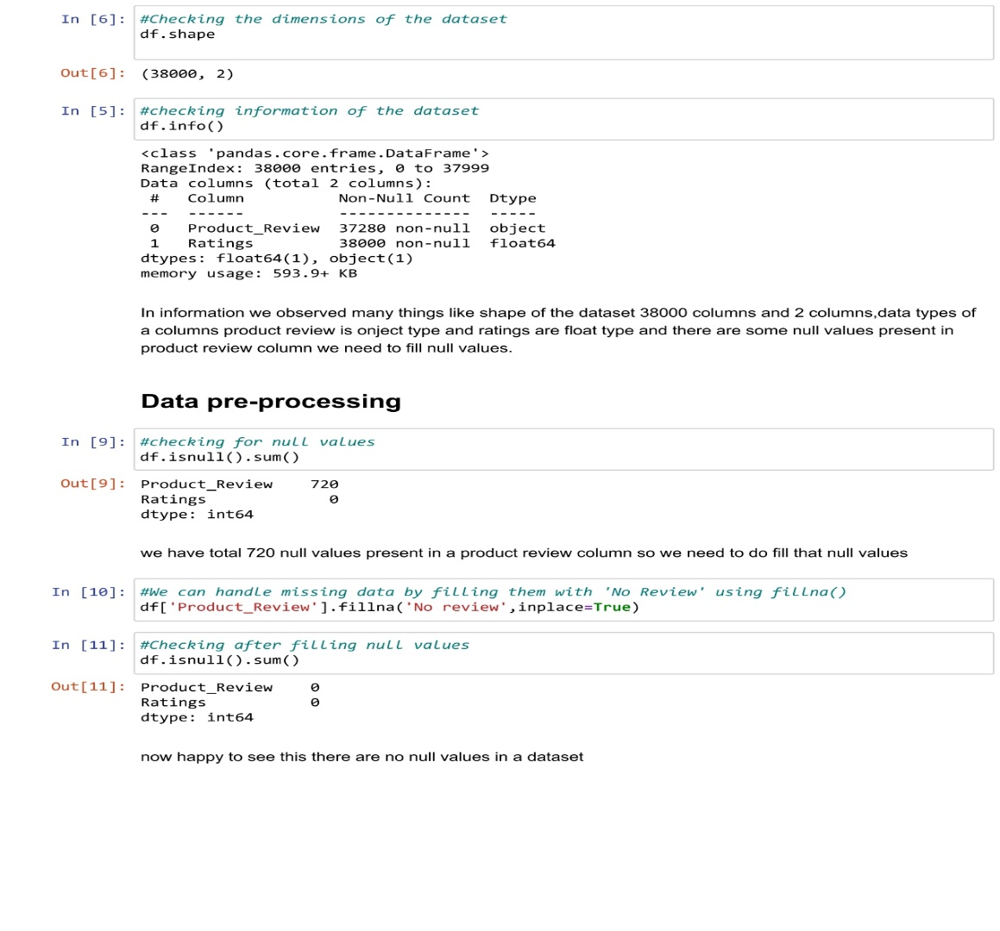 In [6]: #Checking the dimensions of the dataset
df.shape
Out[6]: (38000, 2)
In [5]: #checking information of the dataset
df.info()
<class 'pandas.core.frame.DataFrame'>
RangeIndex: 38000 entries, 0 to 37999
Data columns (total 2 columns):
 #   Column          Non-Null Count  Dtype
---  ------          --------------  -----
 0   Product_Review  37280 non-null  object
 1   Ratings         38000 non-null  float64
dtypes: float64(1), object(1)
memory usage: 593.9+ KB
In information we observed many things like shape of the dataset 38000 columns and 2 columns,data types of
a columns product review is onject type and ratings are float type and there are some null values present in
product review column we need to fill null values.
Data pre-processing
In [9]: #checking for null values
df.isnull().sum()
Out[9]: Product_Review    720
Ratings             0
dtype: int64
we have total 720 null values present in a product review column so we need to do fill that null values
In [10]: #We can handle missing data by filling them with 'No Review' using fillna()
df['Product_Review'].fillna('No review',inplace=True)
In [11]: #Checking after filling null values
df.isnull().sum()
Out[11]: Product_Review    0
Ratings           0
dtype: int64
now happy to see this there are no null values in a dataset